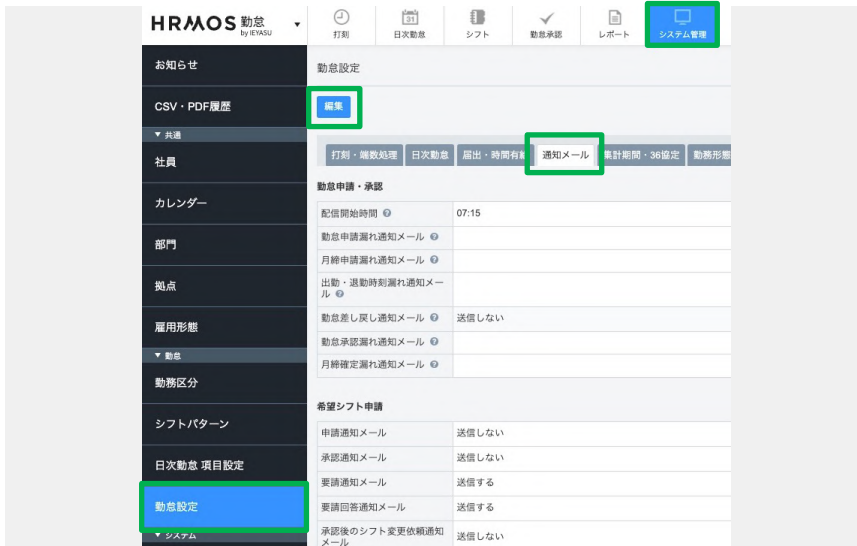 HRMOS 勤怠
by IEYASU
打刻
31
日次勤怠
シフト
勤怠承認
レポート
システム管理
お知らせ
CSV・PDF履歴
▼ 共通
社員
カレンダー
部門
拠点
雇用形態
▼ 勤怠
勤務区分
シフトパターン
日次勤怠 項目設定
勤怠設定
▼ システム
勤怠設定
編集
打刻・端数処理
日次勤怠
届出・時間有給
通知メール
集計期間・36協定
勤務形態
勤怠申請・承認
配信開始時間 07:15
勤怠申請漏れ通知メール
月締申請漏れ通知メール
出勤・退勤時刻漏れ通知メー
ル
勤怠差し戻し通知メール 送信しない
勤怠承認漏れ通知メール
月締確定漏れ通知メール
希望シフト申請
申請通知メール 送信しない
承認通知メール 送信しない
要請通知メール 送信する
要請回答通知メール 送信する
承認後のシフト変更依頼通知
メール 送信しない